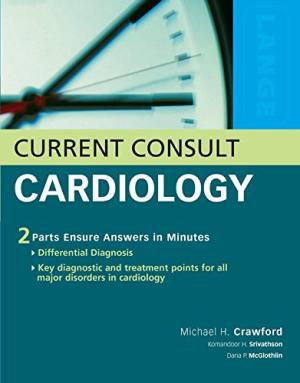 LANGE
CURRENT CONSULT
CARDIOLOGY
2 Parts Ensure Answers in Minutes
Differential Diagnosis
Key diagnostic and treatment points for all
major disorders in cardiology
Michael H. Crawford
Komandoor H. Srivathson
Dana P. McGlothlin